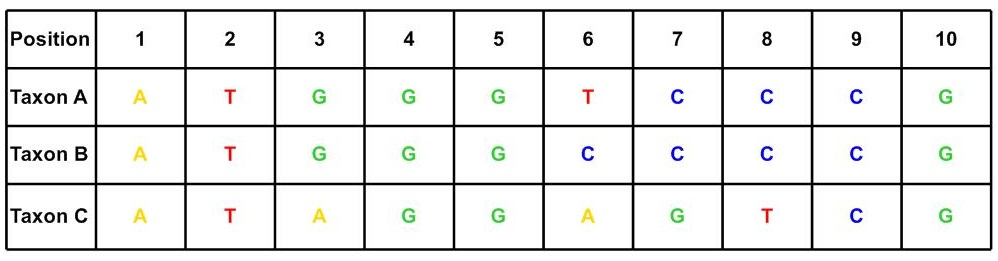 Position 1 2 3 4 5 6 7 8 9 10
Taxon A A T G G G T C C C G
Taxon B A T G G G C C C C G
Taxon C A T A G G A G T C G